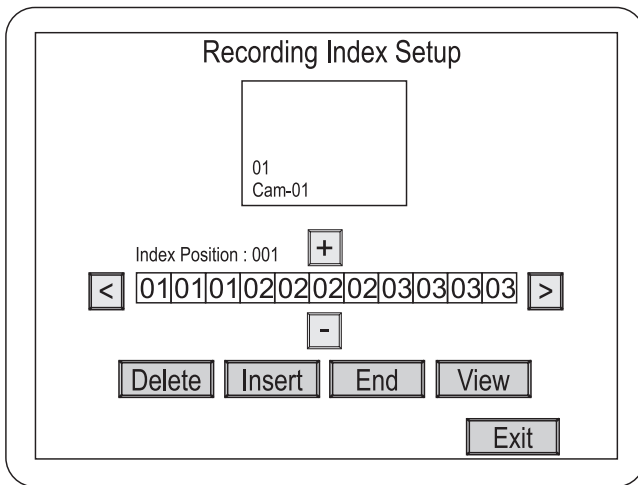 Recording Index Setup
01
Cam-01
Index Position : 001
+
< 01 01 01 02 02 02 02 03 03 03 03 >
-
Delete Insert End View
Exit